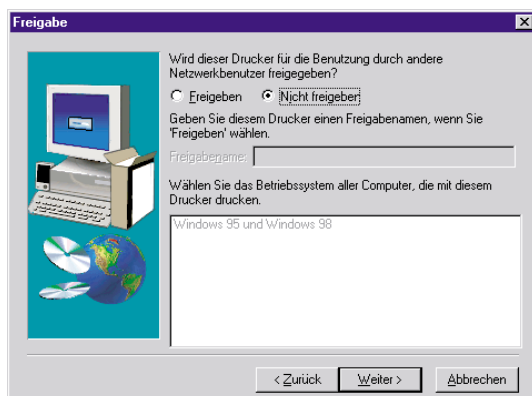 Freigabe
Wird dieser Drucker für die Benutzung durch andere
Netzwerkbenutzer freigegeben?
Freigeben Nicht freigeben
Geben Sie diesem Drucker einen Freigabenamen, wenn Sie
'Freigeben' wählen.
Freigabename:
Wählen Sie das Betriebssystem aller Computer, die mit diesem
Drucker drucken.
Windows 95 und Windows 98
< Zurück Weiter > Abbrechen